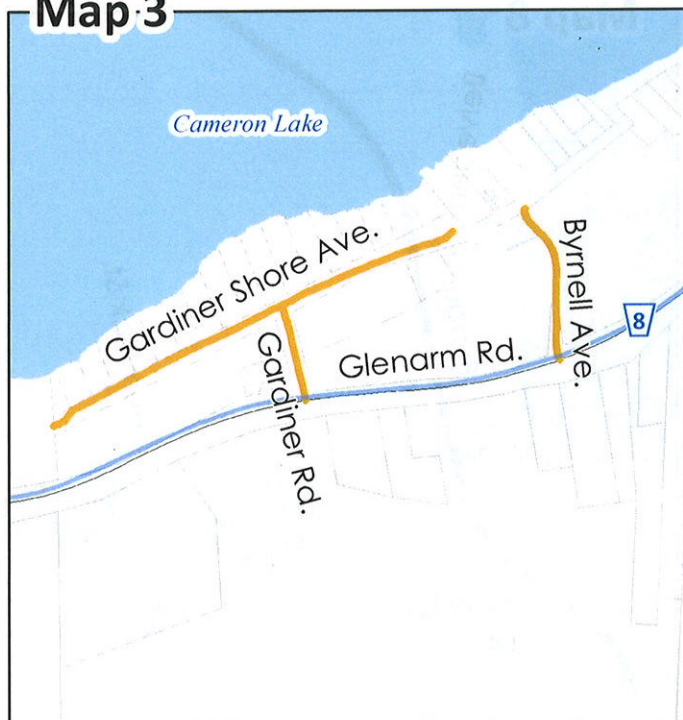 Map 3
Cameron Lake
Gardiner Shore Ave.
Byrnell Ave.
8
Glenarm Rd.
Gardiner Rd.